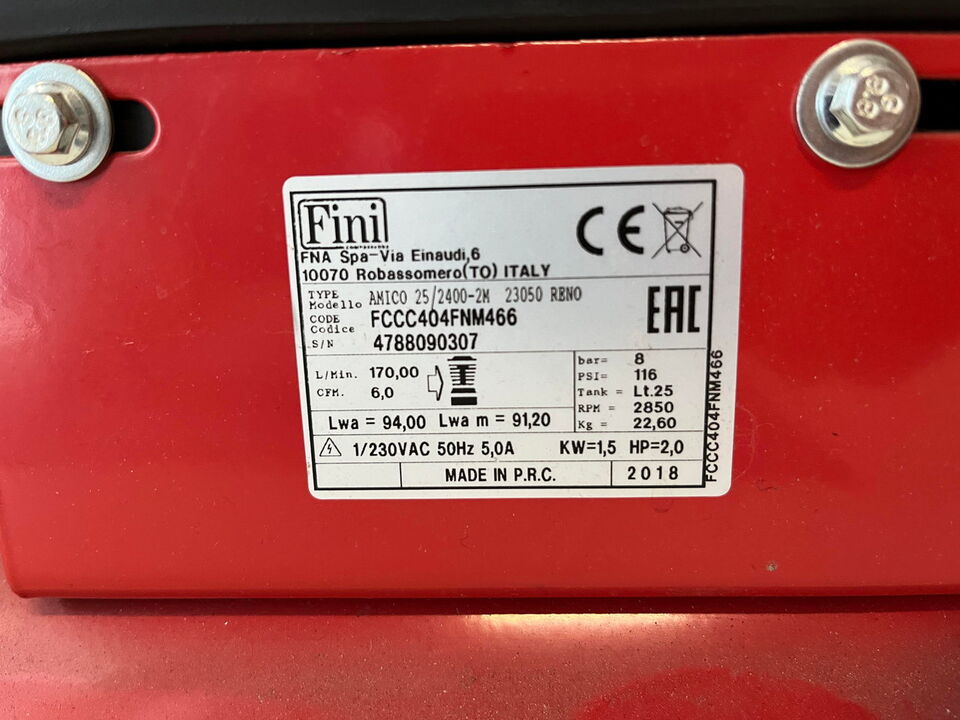 Fini
COMPRESSORS
FNA Spa-Via Einaudi,6
10070 Robassomero(TO) ITALY
CE
TYPE
Modello AMICO 25/2400-2M 23050 RENO
CODE
Codice FCCC404FNM466
S/N 4788090307
EAC
L/Min. 170,00
CFM. 6,0
Lwa = 94,00 Lwa m = 91,20
bar= 8
PSI= 116
Tank = Lt.25
RPM = 2850
Kg = 22,60
1/230VAC 50Hz 5,0A KW=1,5 HP=2,0
MADE IN P.R.C. 2018
FCCC404FNM466